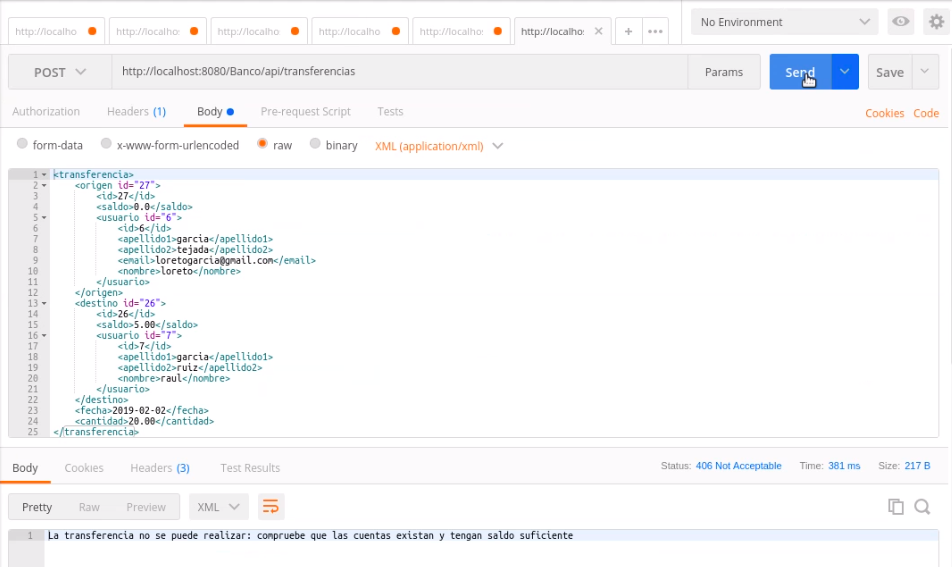 http://localho http://localho: http://localho http://localho http://localho: http://localho: × + ••• No Environment
POST http://localhost:8080/Banco/api/transferencias Params Send Save
Authorization Headers (1) Body Pre-request Script Tests Cookies Code
form-data x-www-form-urlencoded raw binary XML (application/xml)
1 <transferencia>
2 <origen id="27">
3 <id>27</id>
4 <saldo>0.0</saldo>
5 <usuario id="6">
6 <id>6</id>
7 <apellido1>garcia</apellido1>
8 <apellido2>tejada</apellido2>
9 <email>loretogarcia@gmail.com</email>
10 <nombre>loreto</nombre>
11 </usuario>
12 </origen>
13 <destino id="26">
14 <id>26</id>
15 <saldo>5.00</saldo>
16 <usuario id="7">
17 <id>7</id>
18 <apellido1>garcia</apellido1>
19 <apellido2>ruiz</apellido2>
20 <nombre>raul</nombre>
21 </usuario>
22 </destino>
23 <fecha>2019-02-02</fecha>
24 <cantidad>20.00</cantidad>
25 </transferencia>
Body Cookies Headers (3) Test Results Status: 406 Not Acceptable Time: 381 ms Size: 217 B
Pretty Raw Preview XML
1 La transferencia no se puede realizar: compruebe que las cuentas existan y tengan saldo suficiente